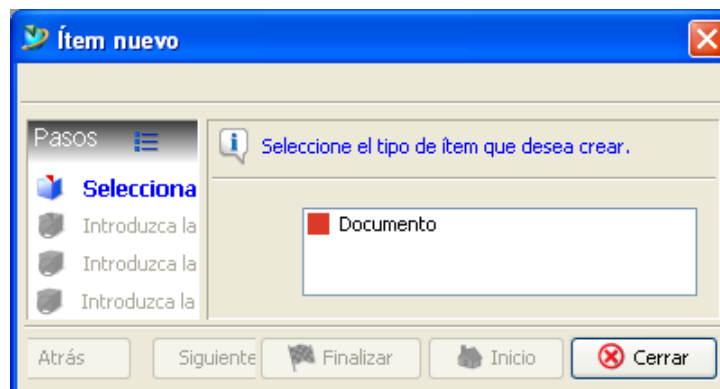 Ítem nuevo
Pasos
Seleccione el tipo de ítem que desea crear.
Selecciona
Introduzca la
Introduzca la
Introduzca la
Documento
Atrás
Siguiente
Finalizar
Inicio
Cerrar